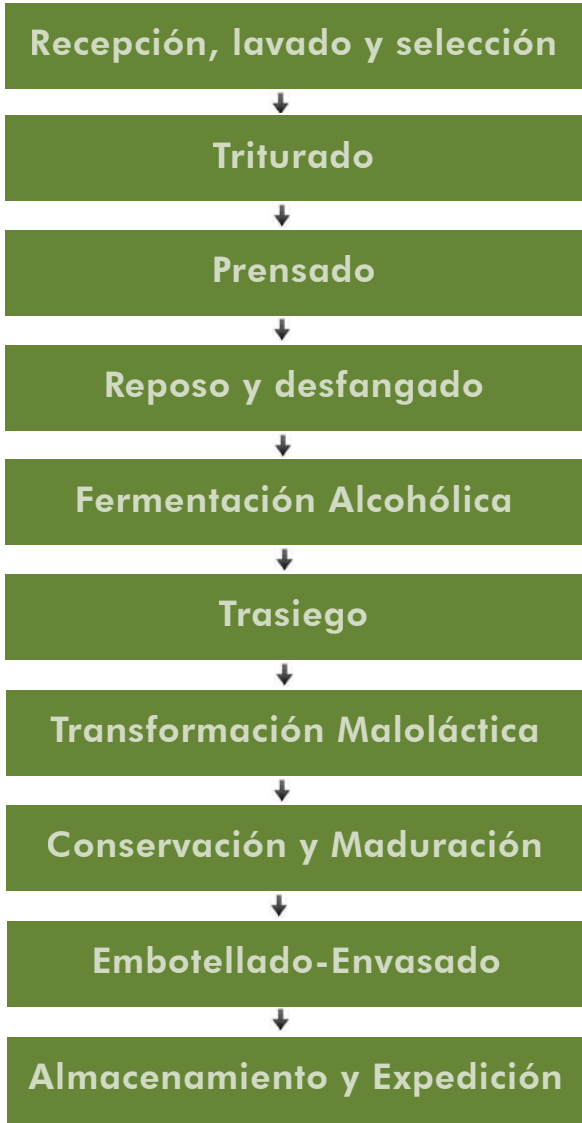 Recepción, lavado y selección
Triturado
Prensado
Reposo y desfangado
Fermentación Alcohólica
Trasiego
Transformación Maloláctica
Conservación y Maduración
Embotellado-Envasado
Almacenamiento y Expedición